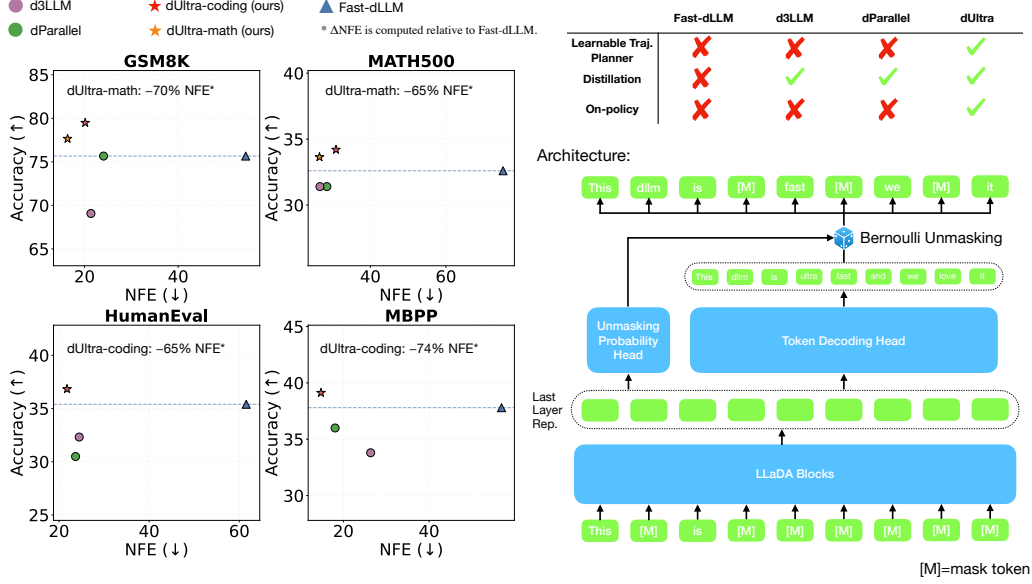 d3LLM
dUltra-coding (ours)
Fast-dLLM
dParallel
dUltra-math (ours)
* ΔNFE is computed relative to Fast-dLLM.
GSM8K
dUltra-math: −70% NFE*
Accuracy (↑)
85
80
75
70
65
20
40
NFE (↓)
MATH500
dUltra-math: −65% NFE*
Accuracy (↑)
40
35
30
40
60
NFE (↓)
HumanEval
dUltra-coding: −65% NFE*
Accuracy (↑)
40
35
30
25
20
40
60
NFE (↓)
MBPP
dUltra-coding: −74% NFE*
Accuracy (↑)
45
40
35
30
20
40
NFE (↓)
Fast-dLLM d3LLM dParallel dUltra
Learnable Traj.
Planner
Distillation
On-policy
Architecture:
This dllm is [M] fast [M] we [M] it
Bernoulli Unmasking
This dllm is ultra fast and we love it
Unmasking
Probability
Head
Token Decoding Head
Last
Layer
Rep.
LLaDA Blocks
This [M] is [M] [M] [M] [M] [M] [M]
[M]=mask token